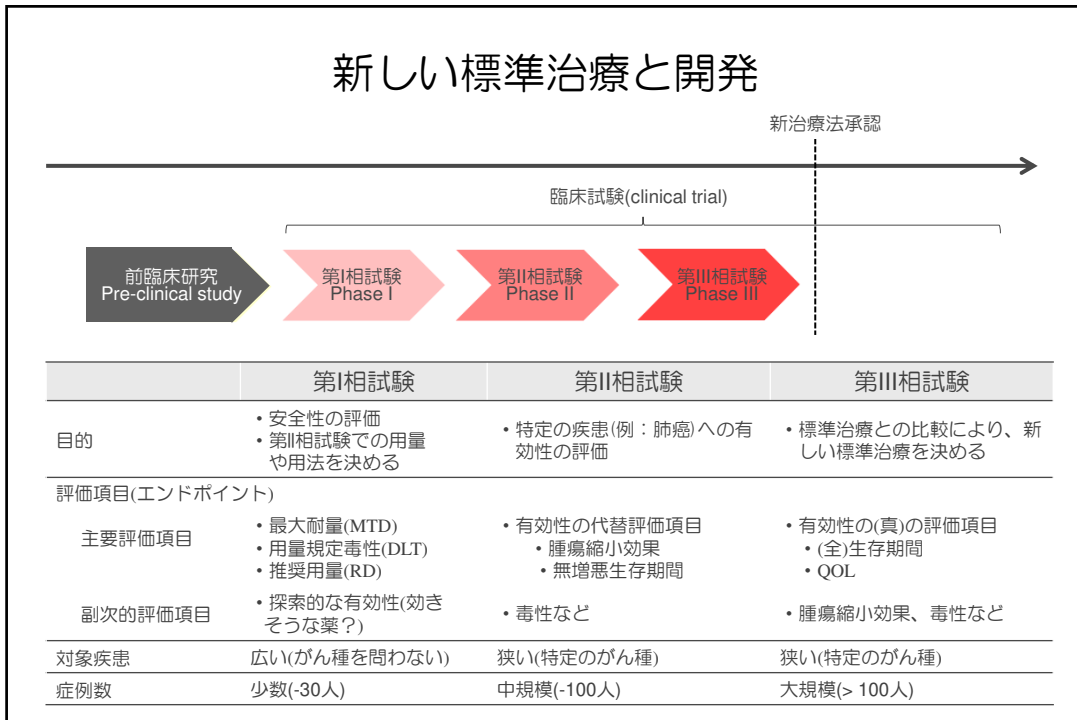 新しい標準治療と開発
新治療法承認
臨床試験(clinical trial)
前臨床研究
Pre-clinical study
第I相試験
Phase I
第II相試験
Phase II
第III相試験
Phase III
第I相試験 第II相試験 第III相試験
目的
・安全性の評価
・第II相試験での用量
や用法を決める
・特定の疾患(例：肺癌)への有
効性の評価
・標準治療との比較により、新
しい標準治療を決める
評価項目(エンドポイント)
主要評価項目
・最大耐量(MTD)
・用量規定毒性(DLT)
・推奨用量(RD)
・有効性の代替評価項目
・腫瘍縮小効果
・無増悪生存期間
・有効性の(真)の評価項目
・(全)生存期間
・QOL
副次的評価項目
・探索的な有効性(効き
そうな薬？)
・毒性など
・腫瘍縮小効果、毒性など
対象疾患 広い(がん種を問わない) 狭い(特定のがん種) 狭い(特定のがん種)
症例数 少数(-30人) 中規模(-100人) 大規模(> 100人)